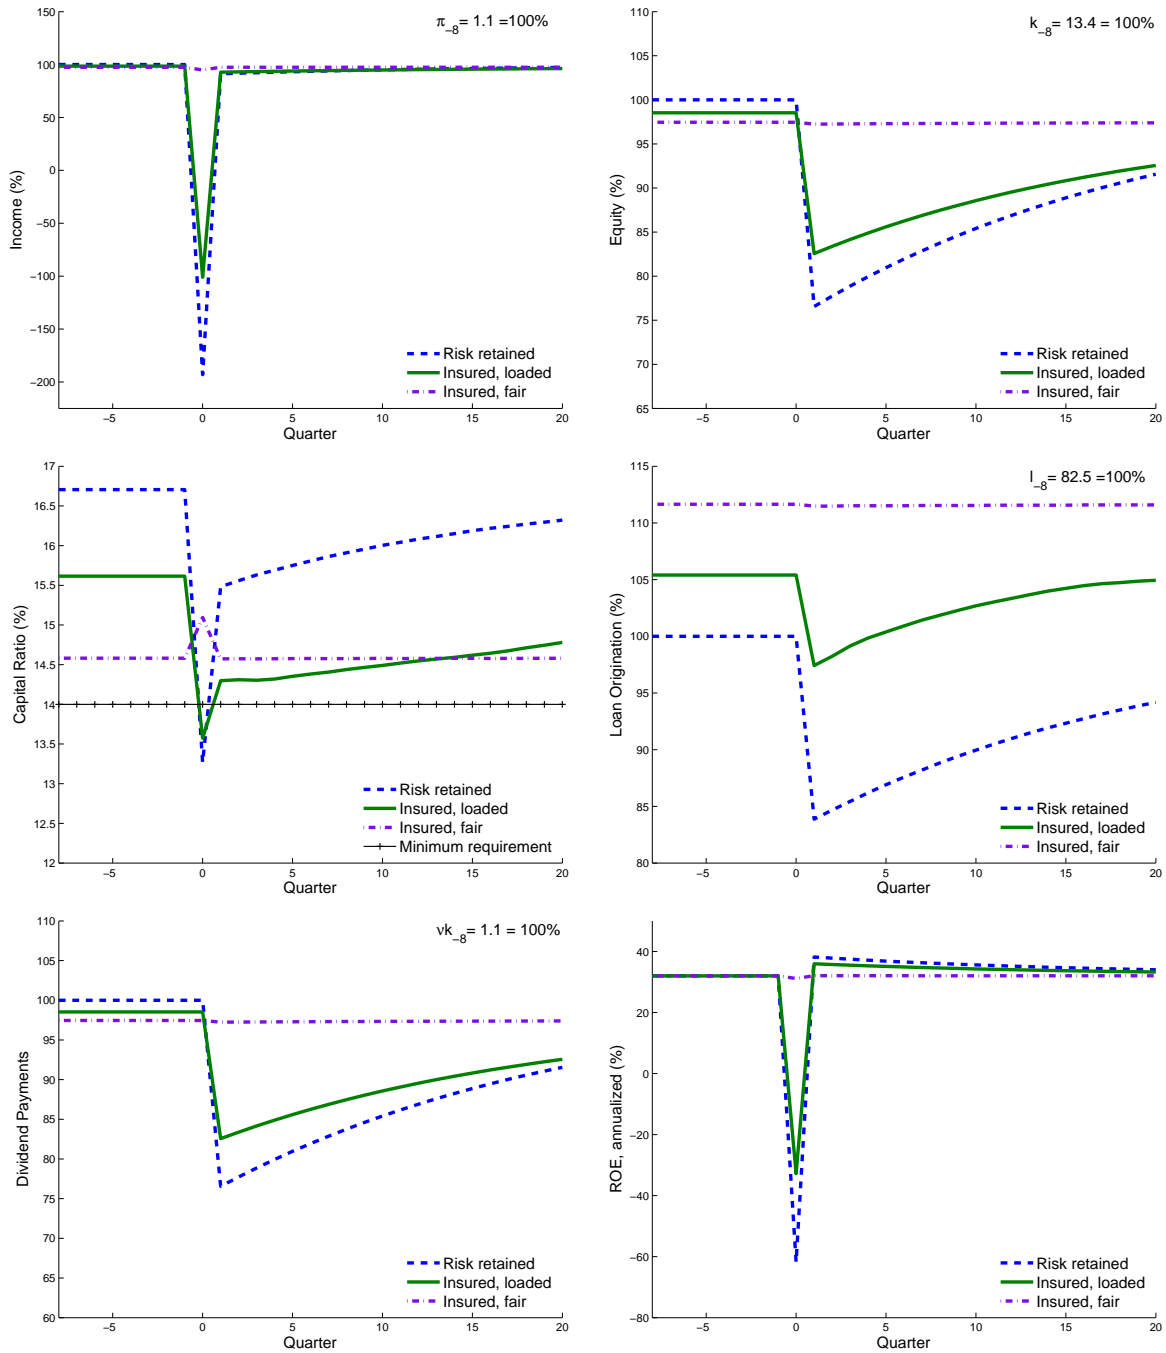 π₋₈= 1.1 =100%
150
100
50
0
−50
−100
−150
−200
Income (%)
Risk retained
Insured, loaded
Insured, fair
−5 0 5 10 15 20
Quarter
k₋₈= 13.4 = 100%
110
105
100
95
90
85
80
75
70
65
Equity (%)
Risk retained
Insured, loaded
Insured, fair
−5 0 5 10 15 20
Quarter
17
16.5
16
15.5
15
14.5
14
13.5
13
12.5
12
Capital Ratio (%)
Risk retained
Insured, loaded
Insured, fair
Minimum requirement
−5 0 5 10 15 20
Quarter
l₋₈= 82.5 =100%
115
110
105
100
95
90
85
80
Loan Origination (%)
Risk retained
Insured, loaded
Insured, fair
−5 0 5 10 15 20
Quarter
νk₋₈= 1.1 = 100%
110
105
100
95
90
85
80
75
70
65
60
Dividend Payments
Risk retained
Insured, loaded
Insured, fair
−5 0 5 10 15 20
Quarter
40
20
0
−20
−40
−60
−80
ROE, annualized (%)
Risk retained
Insured, loaded
Insured, fair
−5 0 5 10 15 20
Quarter